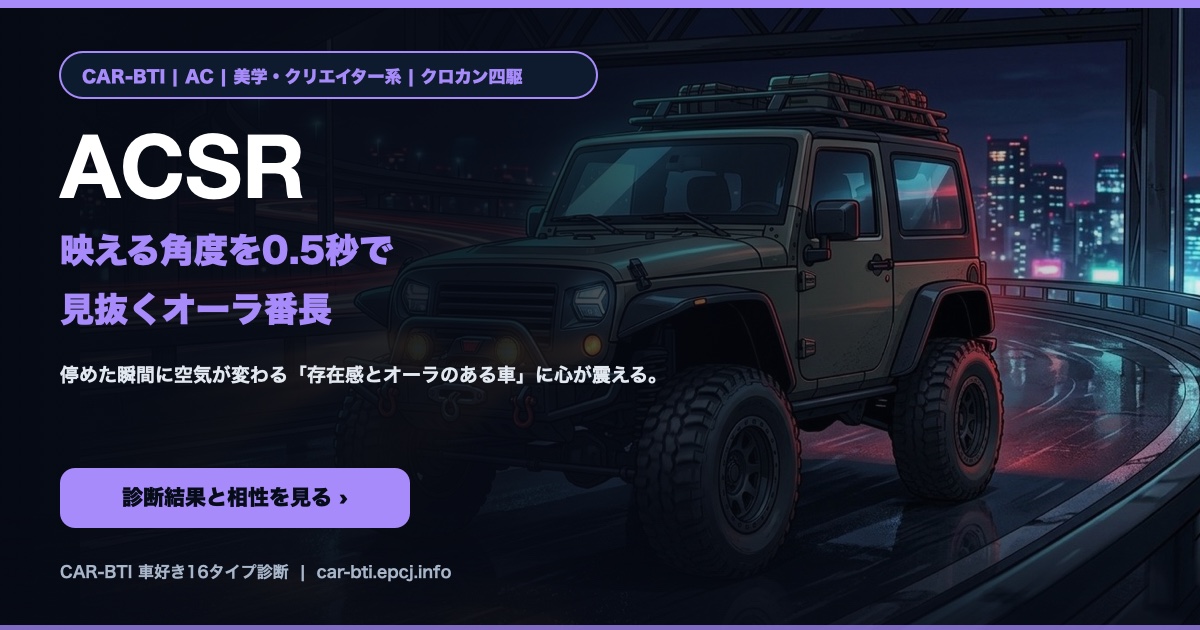 CAR-BTI | AC | 美学・クリエイター系 | クロカン四駆
ACSR
映える角度を0.5秒で
見抜くオーラ番長
停めた瞬間に空気が変わる「存在感とオーラのある車」に心が震える。
診断結果と相性を見る ›
CAR-BTI 車好き16タイプ診断 | car-bti.epcj.info